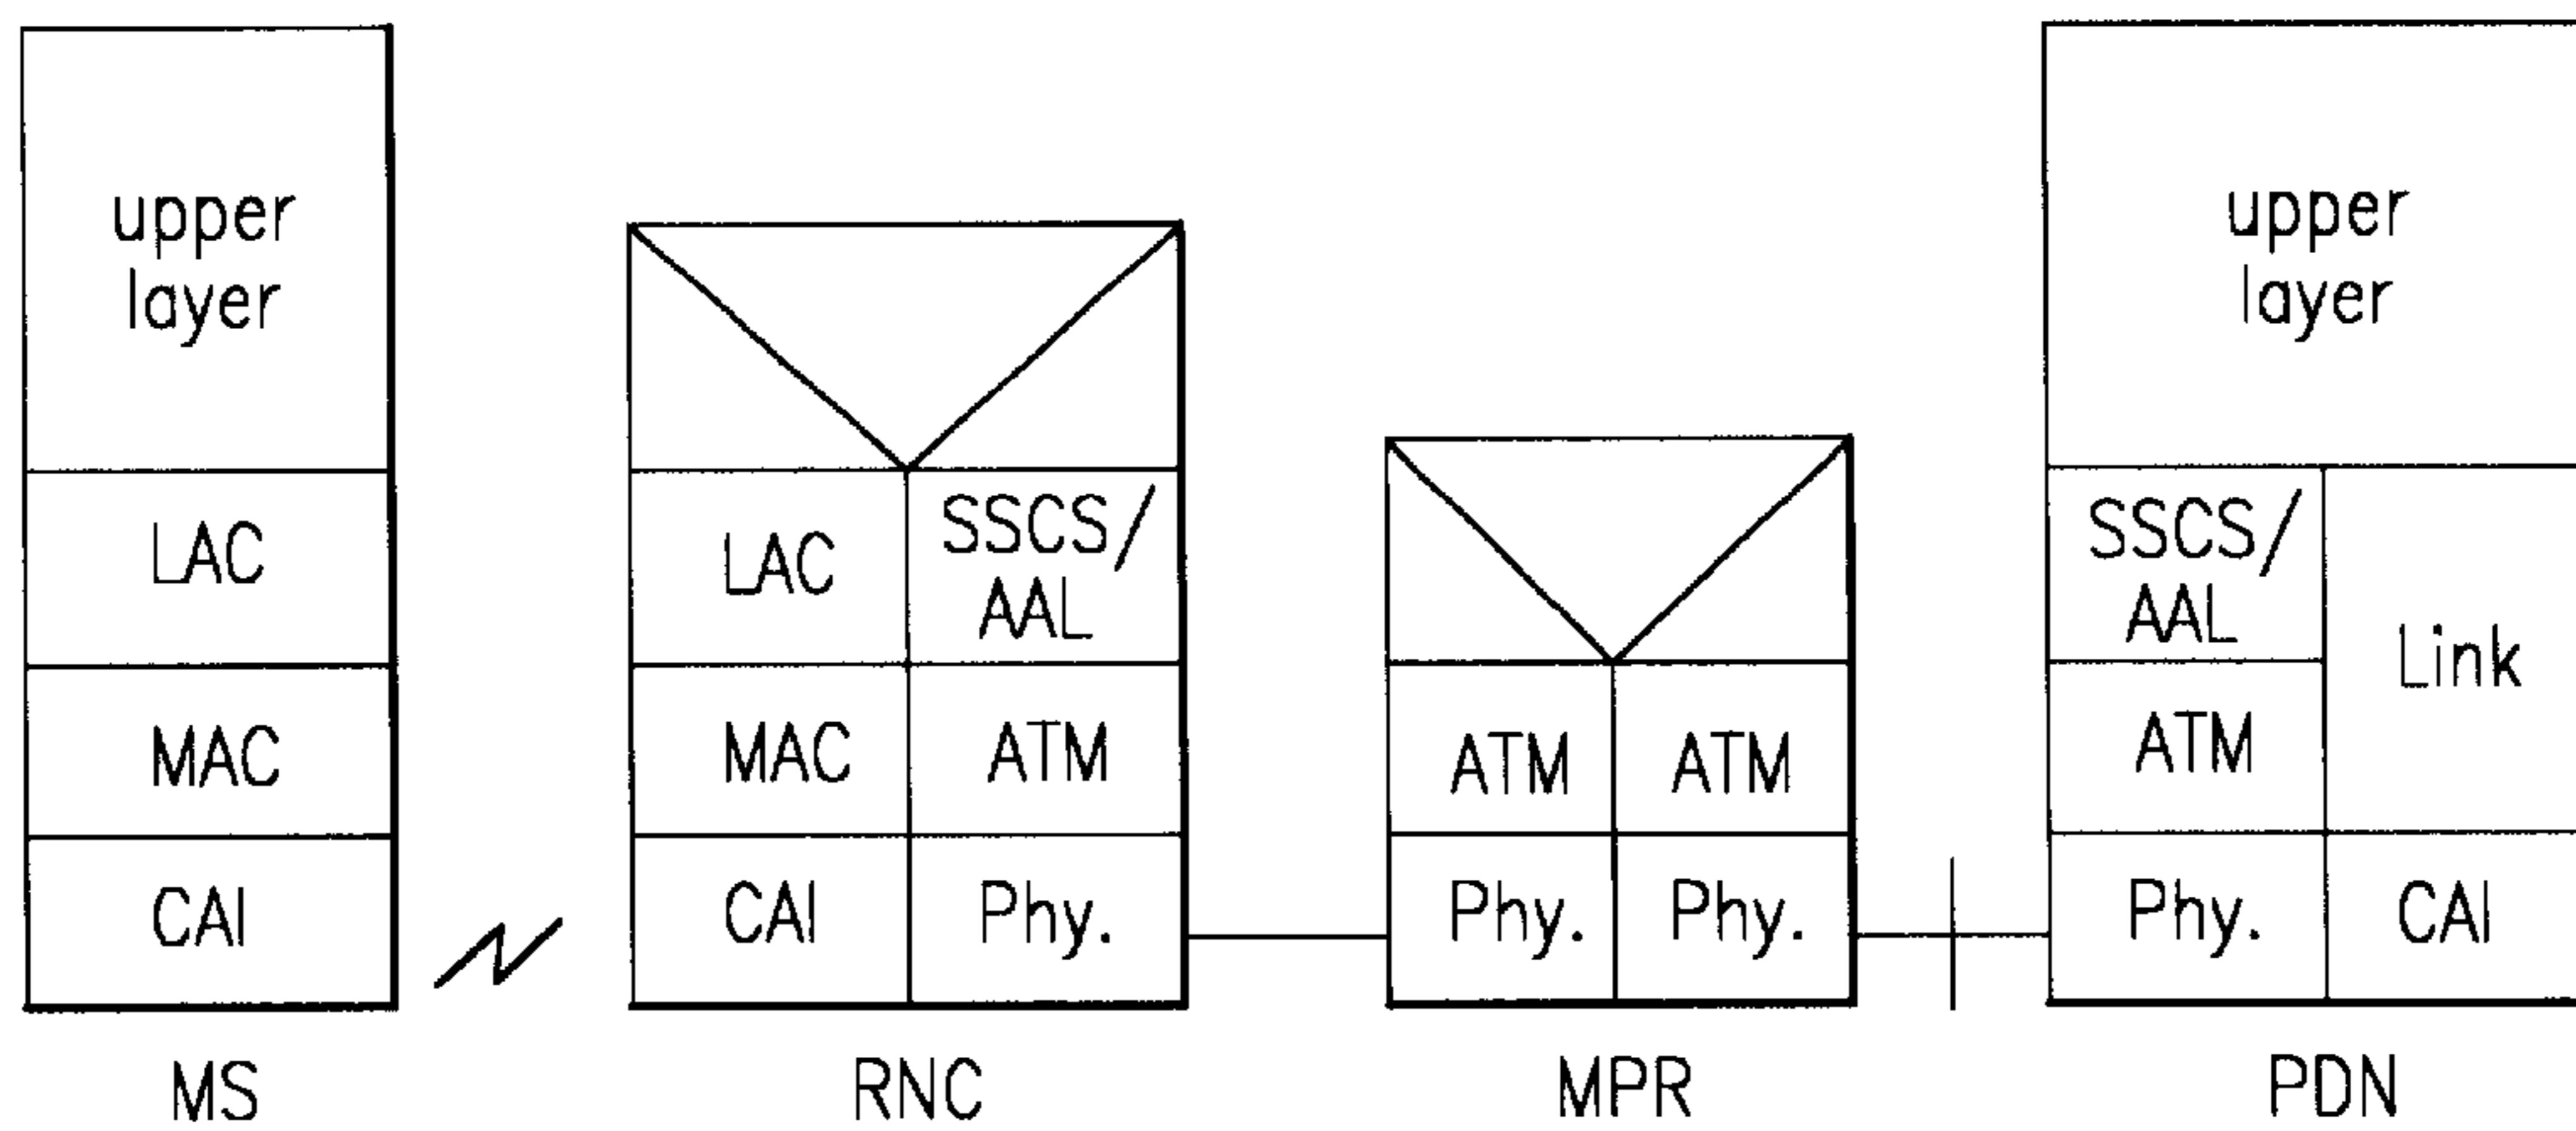 upper
layer
LAC
MAC
CAI
MS
LAC
SSCS/
AAL
MAC
ATM
CAI
Phy.
RNC
ATM
ATM
Phy.
Phy.
MPR
upper
layer
SSCS/
AAL
Link
ATM
Phy.
CAI
PDN